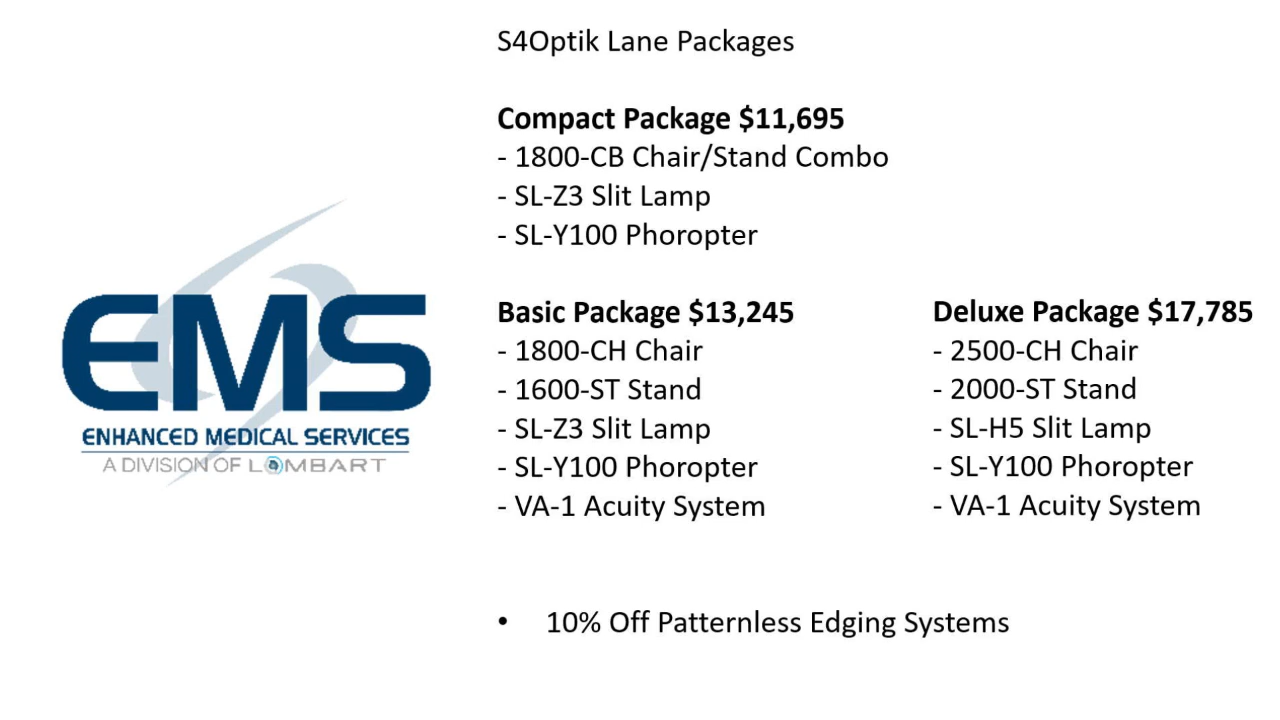 S4Optik Lane Packages
Compact Package $11,695
- 1800-CB Chair/Stand Combo
- SL-Z3 Slit Lamp
- SL-Y100 Phoropter
EMS
ENHANCED MEDICAL SERVICES
A DIVISION OF LOMBART
Basic Package $13,245
- 1800-CH Chair
- 1600-ST Stand
- SL-Z3 Slit Lamp
- SL-Y100 Phoropter
- VA-1 Acuity System
Deluxe Package $17,785
- 2500-CH Chair
- 2000-ST Stand
- SL-H5 Slit Lamp
- SL-Y100 Phoropter
- VA-1 Acuity System
• 10% Off Patternless Edging Systems